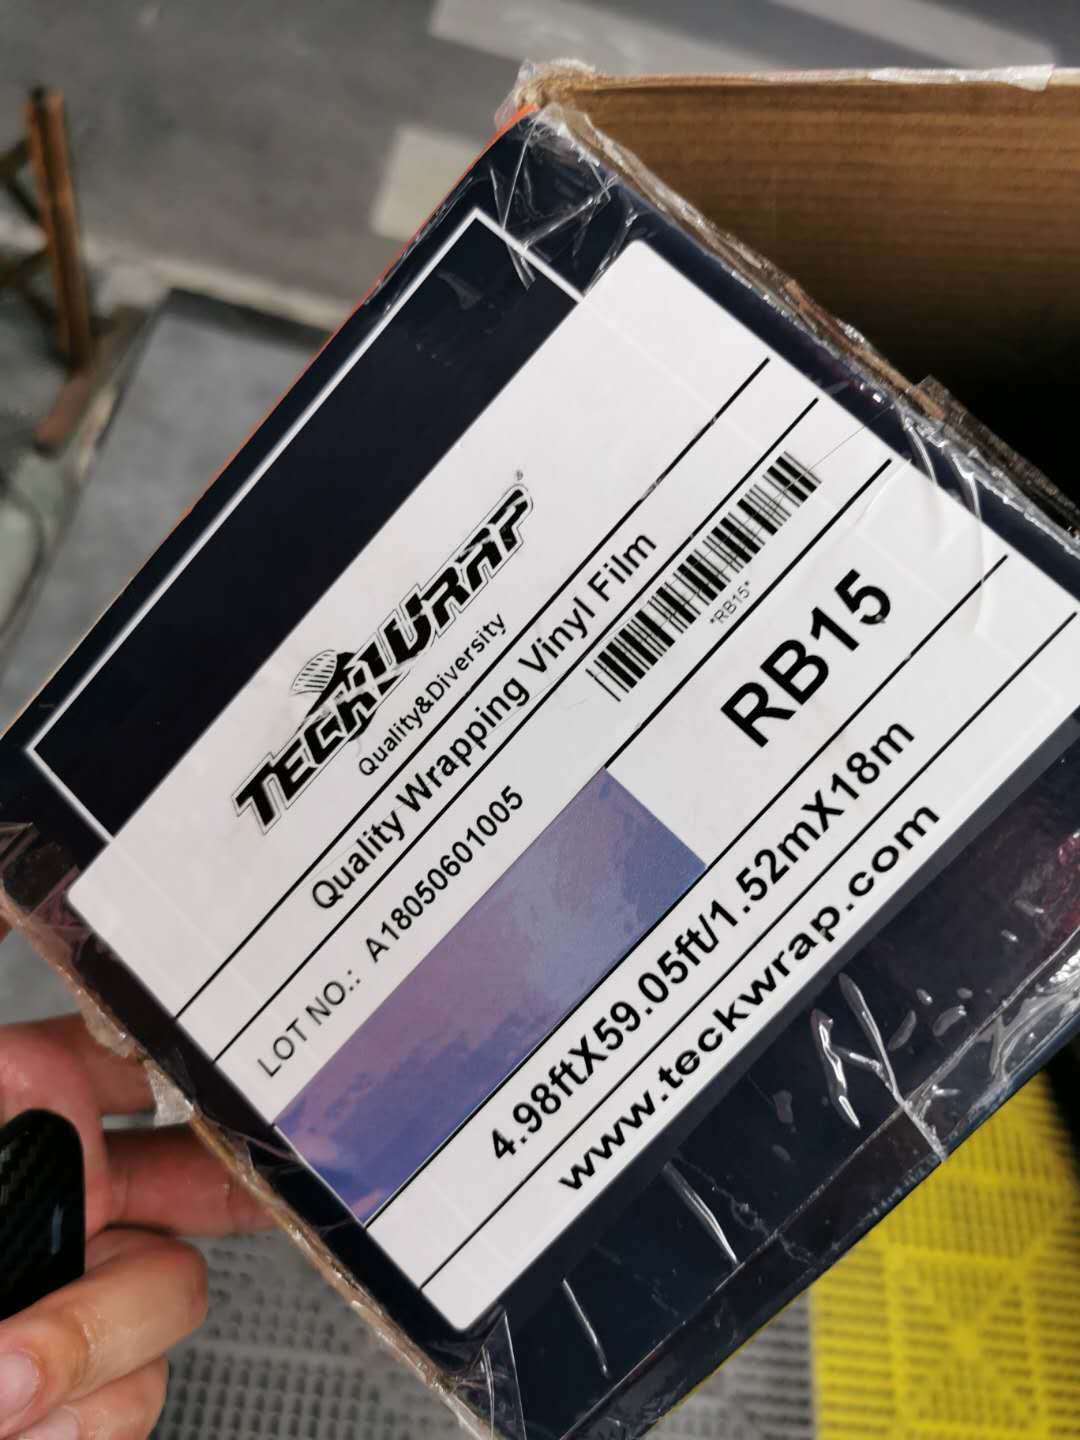 TECKWRAP®
Quality&Diversity
Quality Wrapping Vinyl Film
LOT NO.: A18050601005
*RB15*
RB15
4.98ftX59.05ft/1.52mX18m
www.teckwrap.com